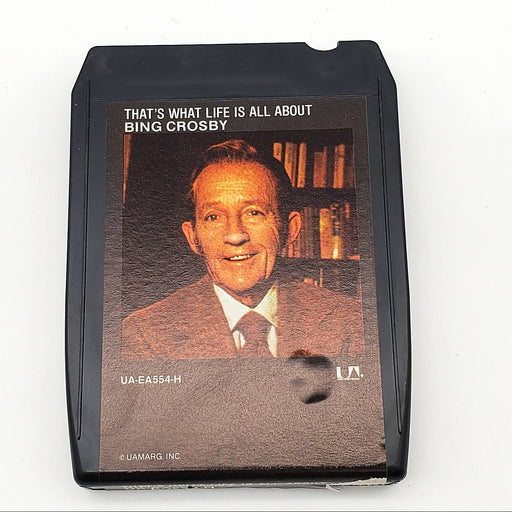 THAT'S WHAT LIFE IS ALL ABOUT
BING CROSBY
UA-EA554-H
UA
© UAMARG, INC